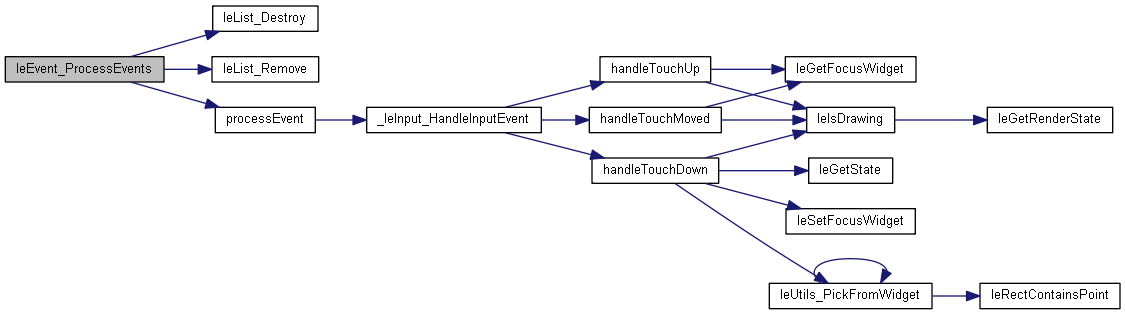 leEvent_ProcessEvents
leList_Destroy
leList_Remove
processEvent
_leInput_HandleInputEvent
handleTouchUp
handleTouchMoved
handleTouchDown
leGetFocusWidget
leIsDrawing
leGetState
leSetFocusWidget
leUtils_PickFromWidget
leGetRenderState
leRectContainsPoint